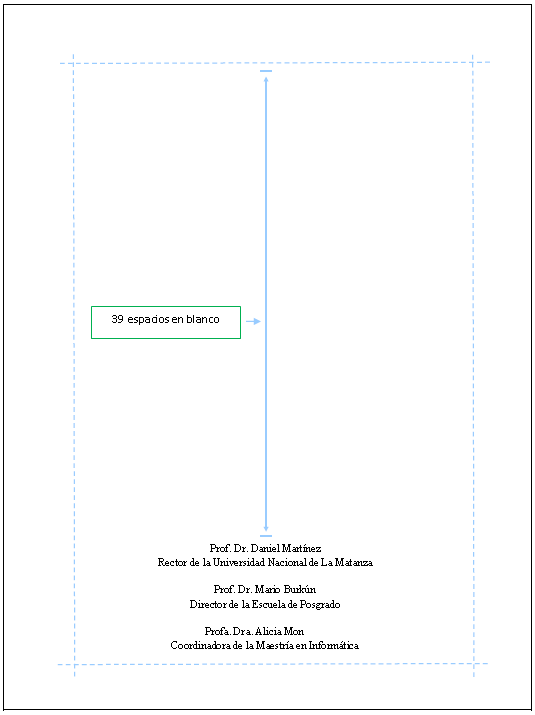 39 espacios en blanco
Prof. Dr. Daniel Martínez
Rector de la Universidad Nacional de La Matanza
Prof. Dr. Mario Burkún
Director de la Escuela de Posgrado
Profa. Dra. Alicia Mon
Coordinadora de la Maestría en Informática